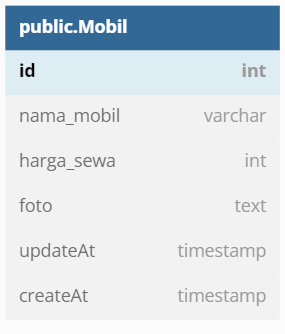 public.Mobil
id int
nama_mobil varchar
harga_sewa int
foto text
updateAt timestamp
createAt timestamp